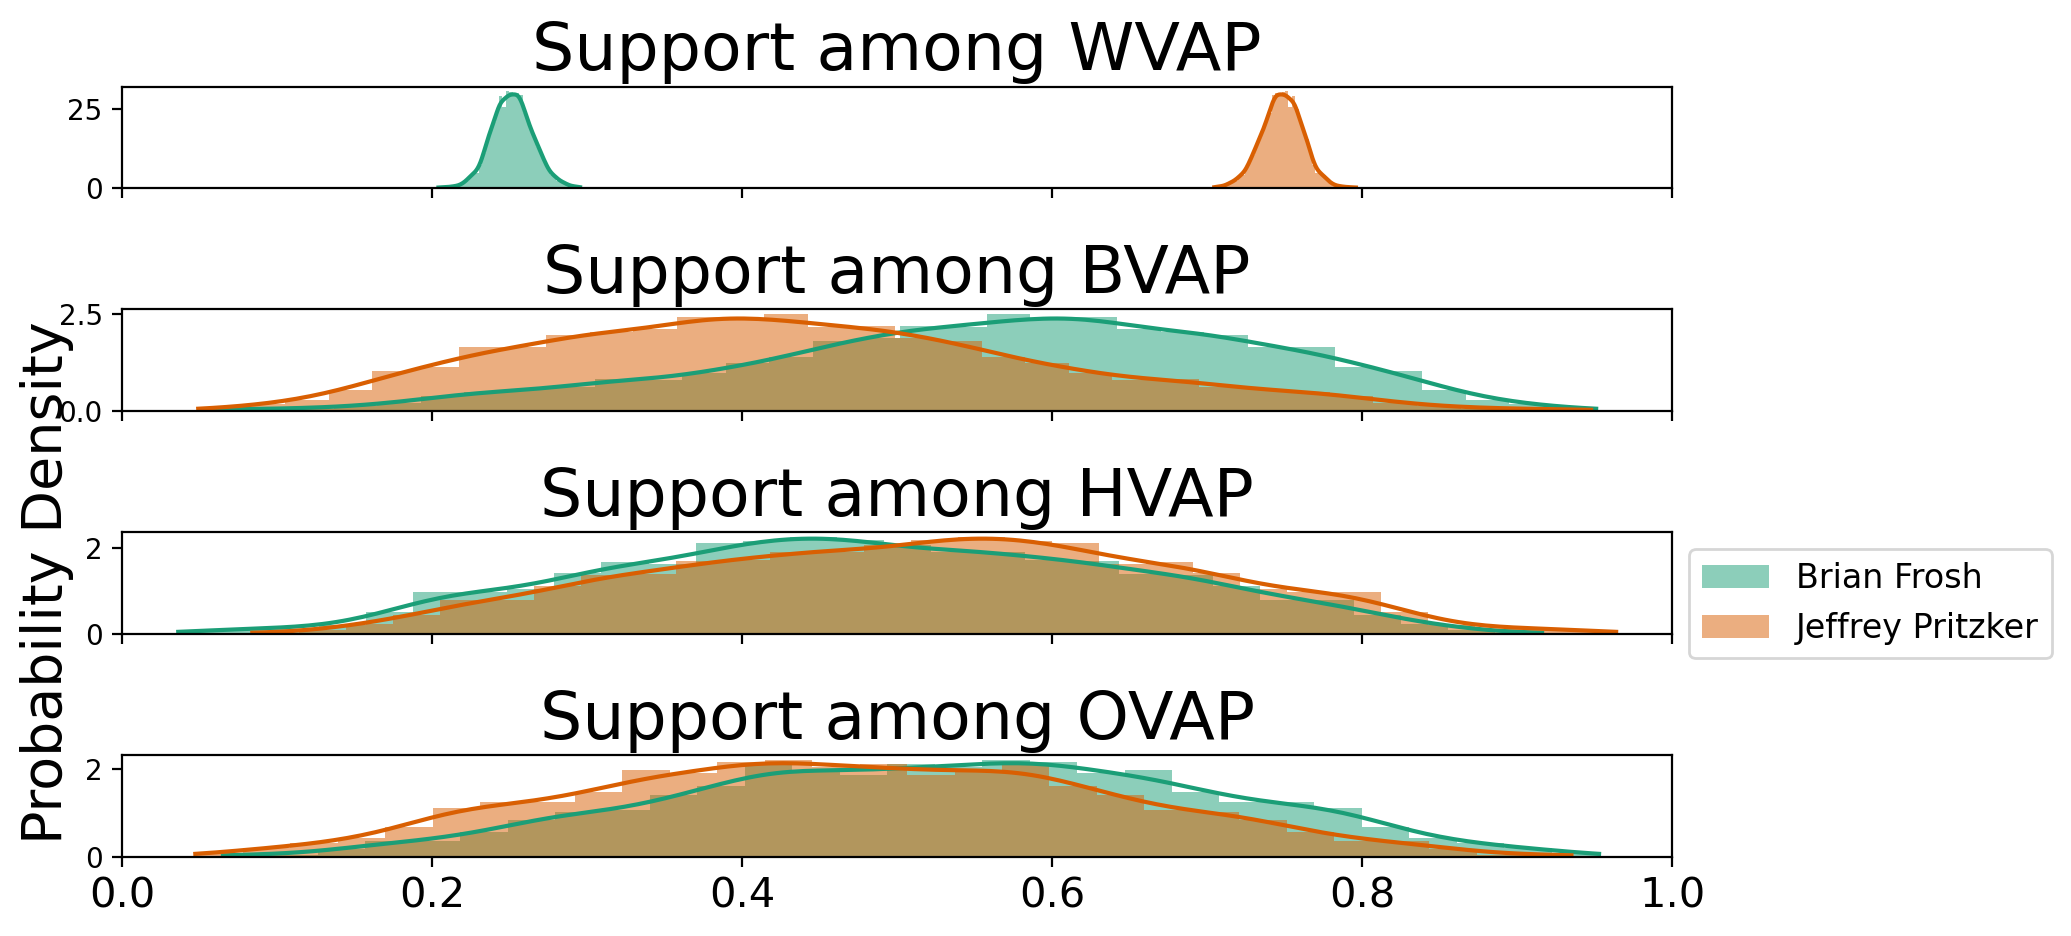 Support among WVAP
25
0
Support among BVAP
2.5
0.0
Support among HVAP
2
0
Support among OVAP
2
0
0.0 0.2 0.4 0.6 0.8 1.0
Probability Density
Brian Frosh
Jeffrey Pritzker